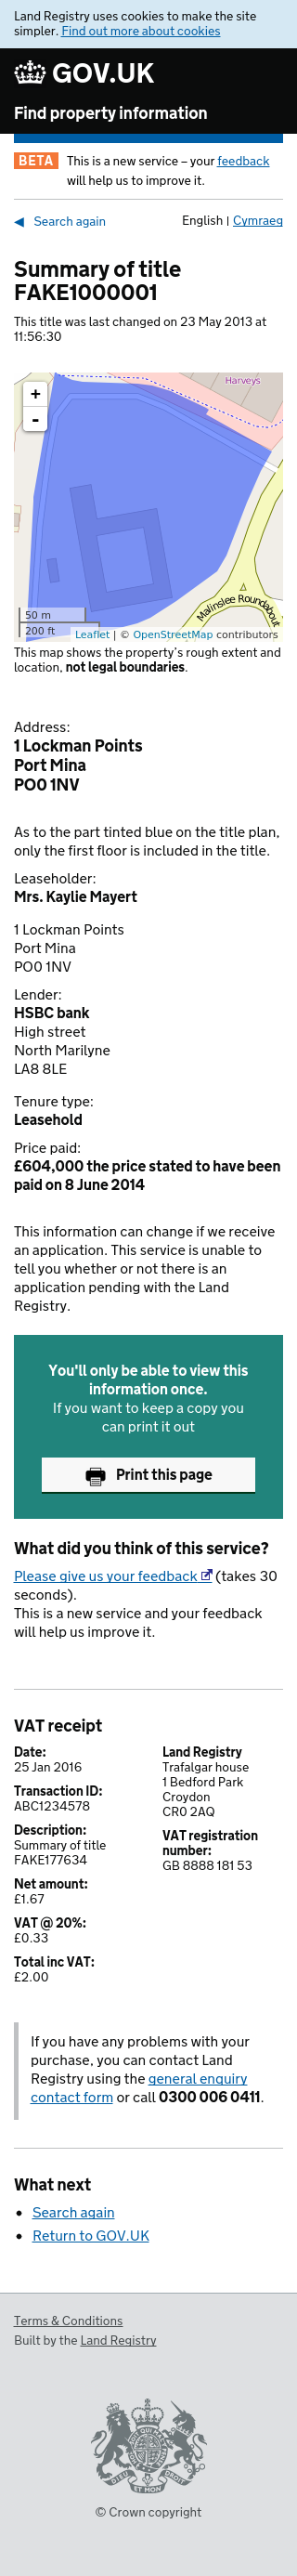 Land Registry uses cookies to make the site
simpler. Find out more about cookies
GOV.UK
Find property information
BETA This is a new service – your feedback
will help us to improve it.
Search again
English | Cymraeg
Summary of title
FAKE1000001
This title was last changed on 23 May 2013 at
11:56:30
Harveys
+
-
Malinslee Roundabout
50 m
200 ft
Leaflet | © OpenStreetMap contributors
This map shows the property's rough extent and
location, not legal boundaries.
Address:
1 Lockman Points
Port Mina
PO0 1NV
As to the part tinted blue on the title plan,
only the first floor is included in the title.
Leaseholder:
Mrs. Kaylie Mayert
1 Lockman Points
Port Mina
PO0 1NV
Lender:
HSBC bank
High street
North Marilyne
LA8 8LE
Tenure type:
Leasehold
Price paid:
£604,000 the price stated to have been
paid on 8 June 2014
This information can change if we receive
an application. This service is unable to
tell you whether or not there is an
application pending with the Land
Registry.
You'll only be able to view this
information once.
If you want to keep a copy you
can print it out
Print this page
What did you think of this service?
Please give us your feedback (takes 30
seconds).
This is a new service and your feedback
will help us improve it.
VAT receipt
Date:
25 Jan 2016
Transaction ID:
ABC1234578
Description:
Summary of title
FAKE177634
Net amount:
£1.67
VAT @ 20%:
£0.33
Total inc VAT:
£2.00
Land Registry
Trafalgar house
1 Bedford Park
Croydon
CR0 2AQ
VAT registration
number:
GB 8888 181 53
If you have any problems with your
purchase, you can contact Land
Registry using the general enquiry
contact form or call 0300 006 0411.
What next
Search again
Return to GOV.UK
Terms & Conditions
Built by the Land Registry
© Crown copyright